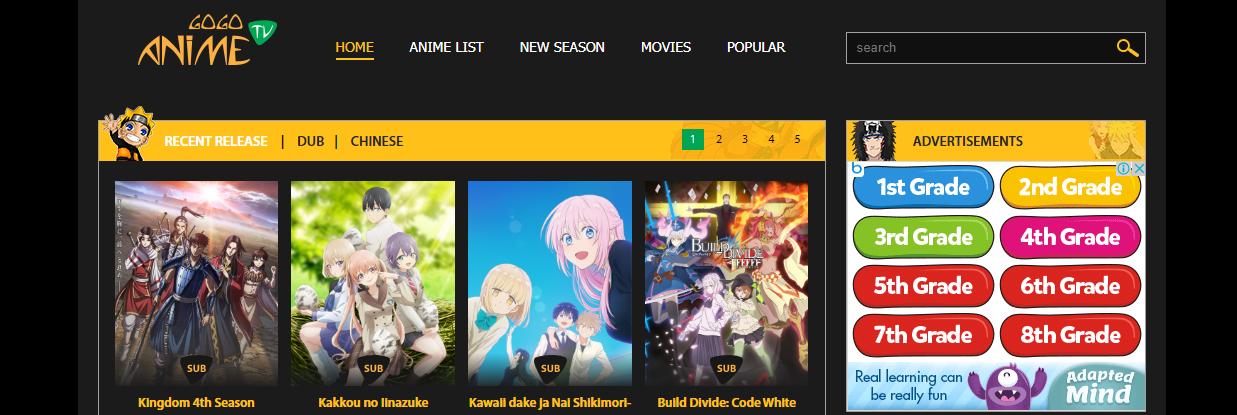 GOGO
ANIME TV
HOME
ANIME LIST
NEW SEASON
MOVIES
POPULAR
search
RECENT RELEASE | DUB | CHINESE
1 2 3 4 5
ADVERTISEMENTS
BUILD DIVIDE
SUB
SUB
SUB
SUB
Kingdom 4th Season
Kakkou no Iinazuke
Kawaii dake ja Nai Shikimori-
Build Divide: Code White
b
1st Grade
2nd Grade
3rd Grade
4th Grade
5th Grade
6th Grade
7th Grade
8th Grade
Real learning can
be really fun
Adapted
Mind